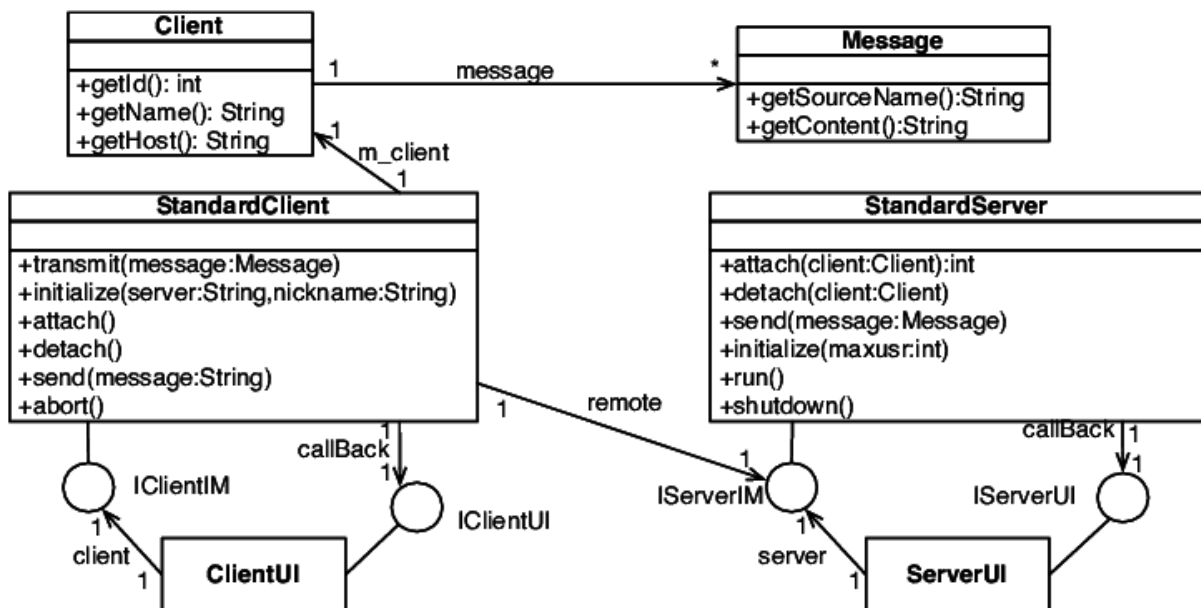 Client
+getId(): int
+getName(): String
+getHost(): String
1
message
*
Message
+getSourceName():String
+getContent():String
1
m_client
1
StandardClient
+transmit(message:Message)
+initialize(server:String,nickname:String)
+attach()
+detach()
+send(message:String)
+abort()
StandardServer
+attach(client:Client):int
+detach(client:Client)
+send(message:Message)
+initialize(maxusr:int)
+run()
+shutdown()
1
remote
1
1
callBack
1
IClientIM
IClientUI
1
client
1
ClientUI
callBack
1
1
IServerIM
IServerUI
1
server
1
ServerUI